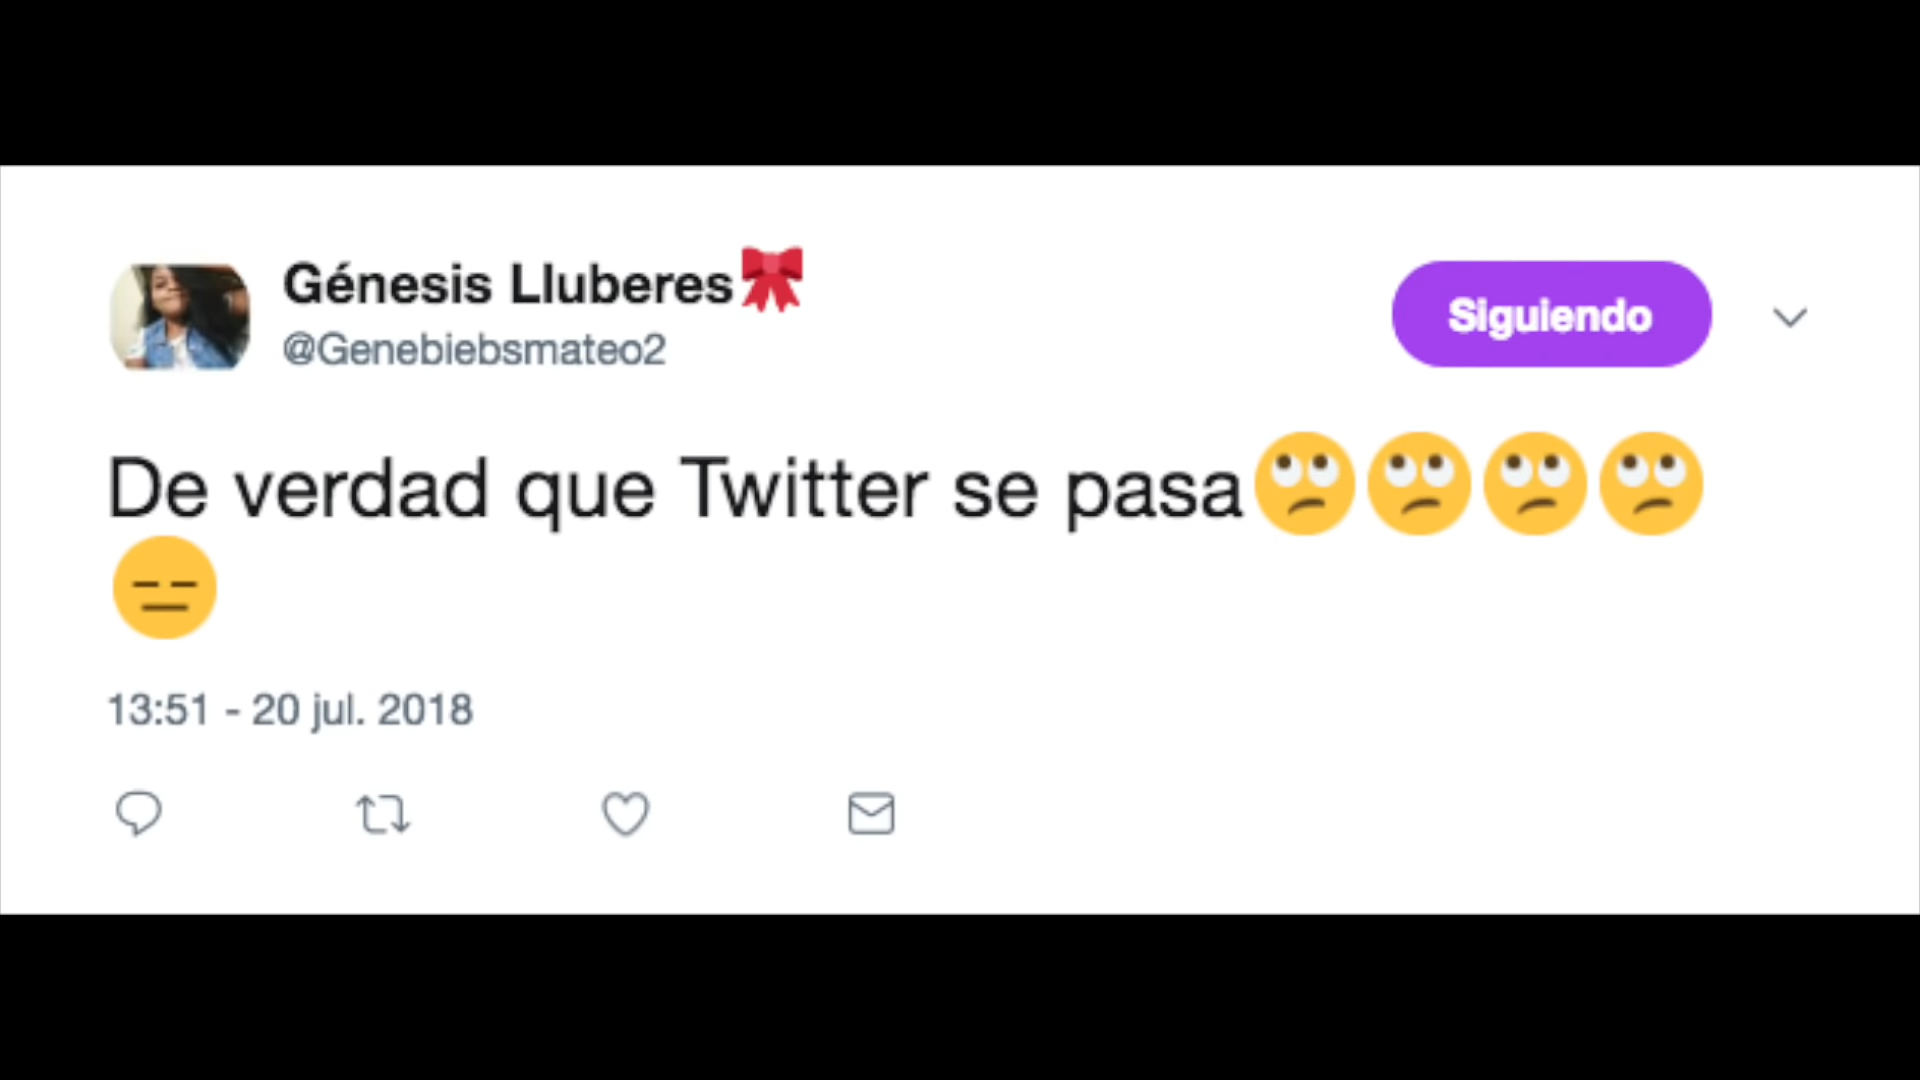 Génesis Lluberes🎀
@Genebiebsmateo2
Siguiendo
De verdad que Twitter se pasa🙄🙄🙄🙄
😑
13:51 - 20 jul. 2018